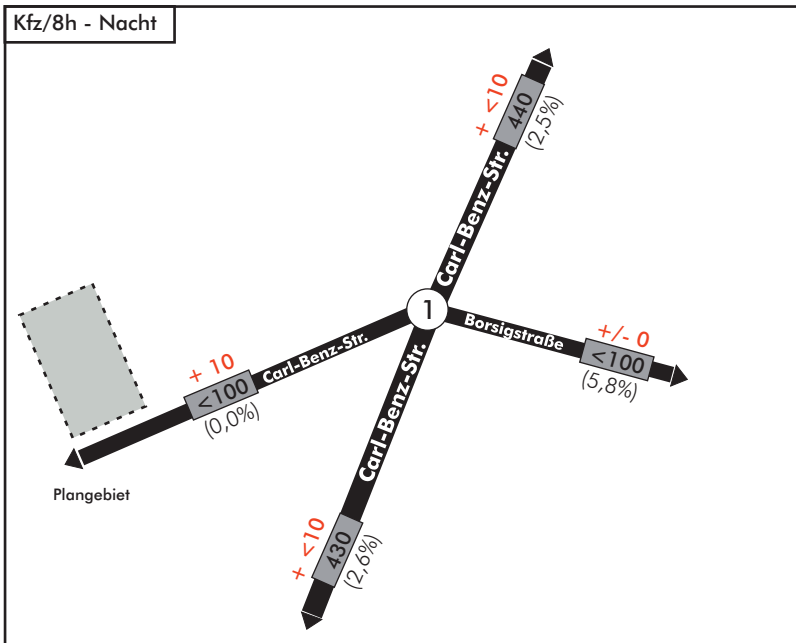 Kfz/8h - Nacht
+ <10
440
(2,5%)
Carl-Benz-Str.
1
Borsigstraße
+/- 0
<100
(5,8%)
+ 10
<100
(0,0%)
Carl-Benz-Str.
Plangebiet
Carl-Benz-Str.
+ <10
430
(2,6%)